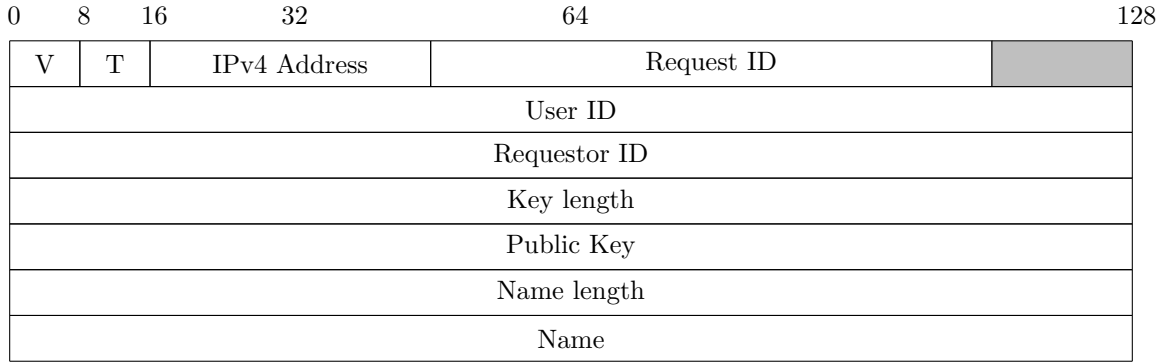 0 8 16 32 64 128
V T IPv4 Address Request ID
User ID
Requestor ID
Key length
Public Key
Name length
Name